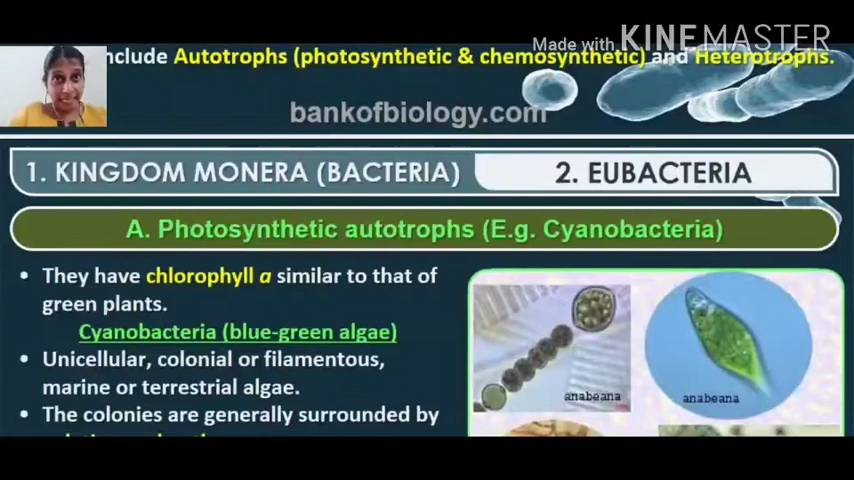 Made with KINEMASTER
nclude Autotrophs (photosynthetic & chemosynthetic) and Heterotrophs.
bankofbiology.com
1. KINGDOM MONERA (BACTERIA)
2. EUBACTERIA
A. Photosynthetic autotrophs (E.g. Cyanobacteria)
• They have chlorophyll a similar to that of
green plants.
Cyanobacteria (blue-green algae)
• Unicellular, colonial or filamentous,
marine or terrestrial algae.
• The colonies are generally surrounded by
anabeana
anabeana